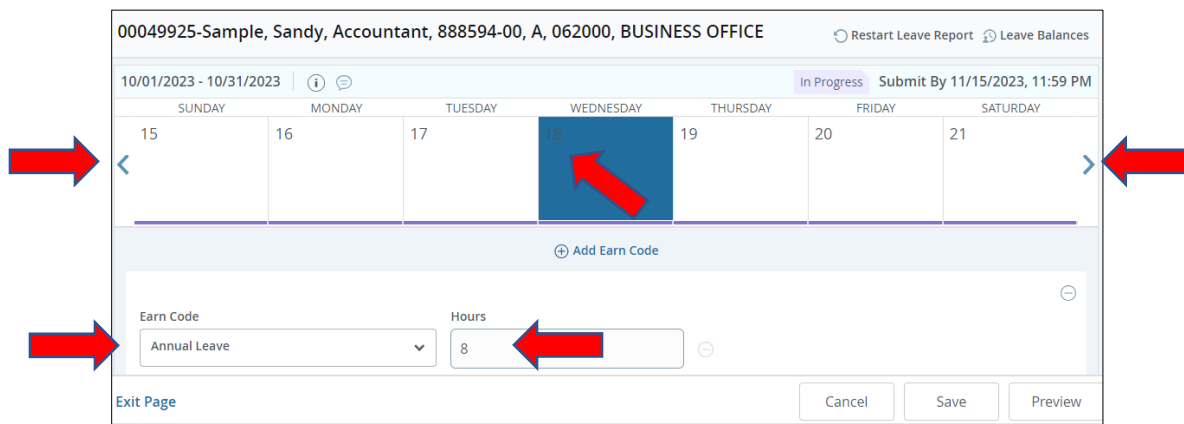 00049925-Sample, Sandy, Accountant, 888594-00, A, 062000, BUSINESS OFFICE Restart Leave Report Leave Balances
10/01/2023 - 10/31/2023 In Progress Submit By 11/15/2023, 11:59 PM
SUNDAY MONDAY TUESDAY WEDNESDAY THURSDAY FRIDAY SATURDAY
15 16 17 18 19 20 21
Add Earn Code
Earn Code Hours
Annual Leave 8
Exit Page Cancel Save Preview